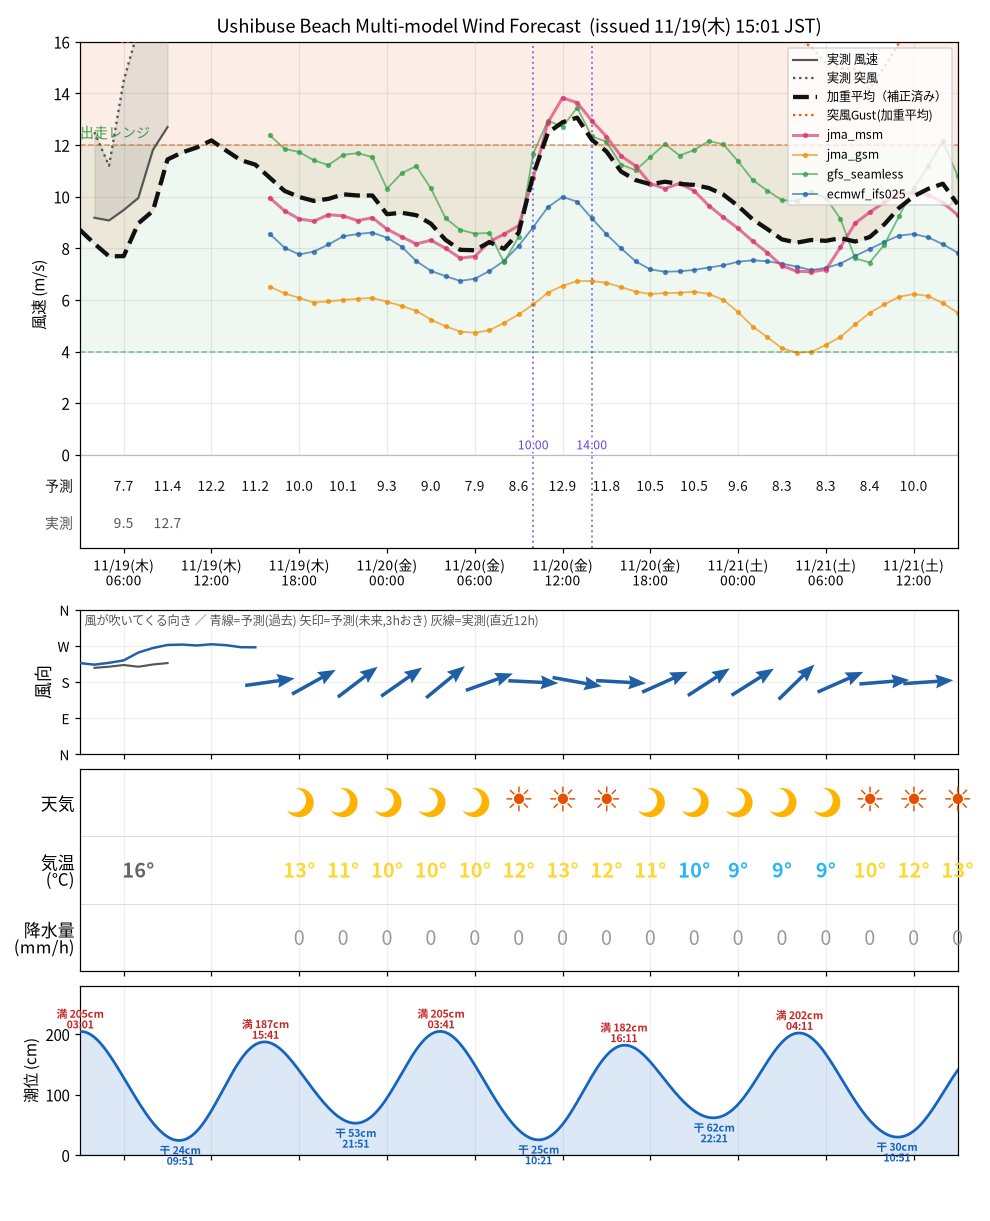 Ushibuse Beach Multi-model Wind Forecast (issued 11/19(木) 15:01 JST)
16
14
12
10
8
6
4
2
0
風速 (m/s)
出走レンジ
実測 風速
実測 突風
加重平均（補正済み）
突風Gust(加重平均)
jma_msm
jma_gsm
gfs_seamless
ecmwf_ifs025
10:00 14:00
予測 7.7 11.4 12.2 11.2 10.0 10.1 9.3 9.0 7.9 8.6 12.9 11.8 10.5 10.5 9.6 8.3 8.3 8.4 10.0
実測 9.5 12.7
11/19(木) 11/19(木) 11/19(木) 11/20(金) 11/20(金) 11/20(金) 11/20(金) 11/21(土) 11/21(土) 11/21(土)
06:00 12:00 18:00 00:00 06:00 12:00 18:00 00:00 06:00 12:00
風が吹いてくる向き ／ 青線=予測(過去) 矢印=予測(未来,3hおき) 灰線=実測(直近12h)
N
W
S
E
N
風向
天気
気温
(°C)
16° 13° 11° 10° 10° 10° 12° 13° 12° 11° 10° 9° 9° 9° 10° 12° 13°
降水量
(mm/h)
0 0 0 0 0 0 0 0 0 0 0 0 0 0 0 0
潮位 (cm)
200
100
0
満 205cm
03:01
満 187cm
15:41
満 205cm
03:41
満 182cm
16:11
満 202cm
04:11
干 24cm
09:51
干 53cm
21:51
干 25cm
10:21
干 62cm
22:21
干 30cm
10:51